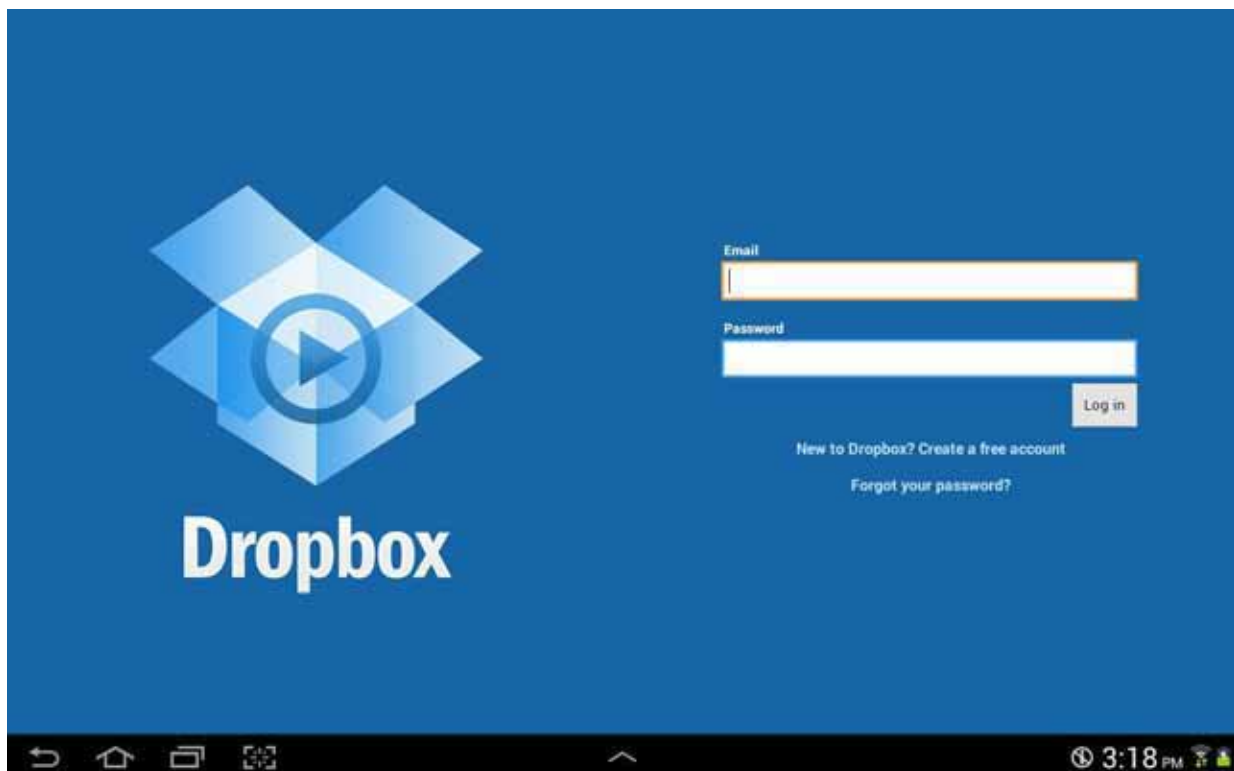 Email
Password
Log in
New to Dropbox? Create a free account
Forgot your password?
Dropbox
3:18 PM